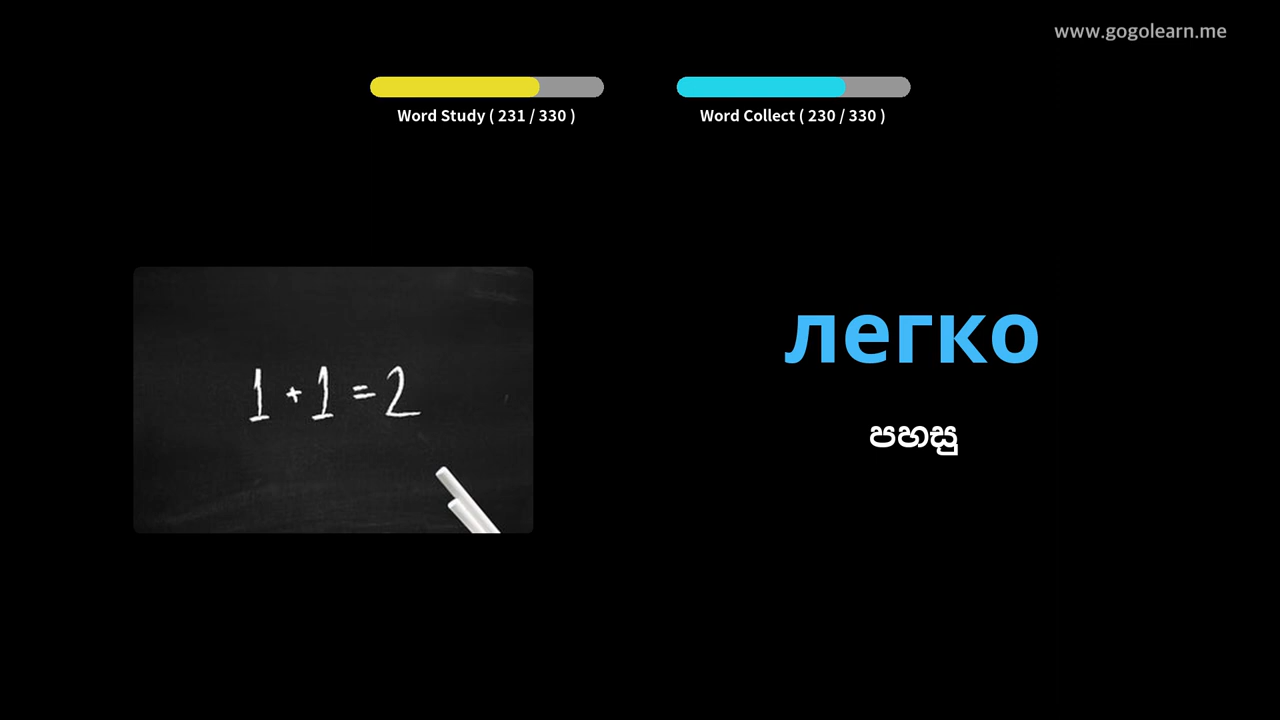 www.gogolearn.me
Word Study ( 231 / 330 )
Word Collect ( 230 / 330 )
1 + 1 = 2
легко
පහසු